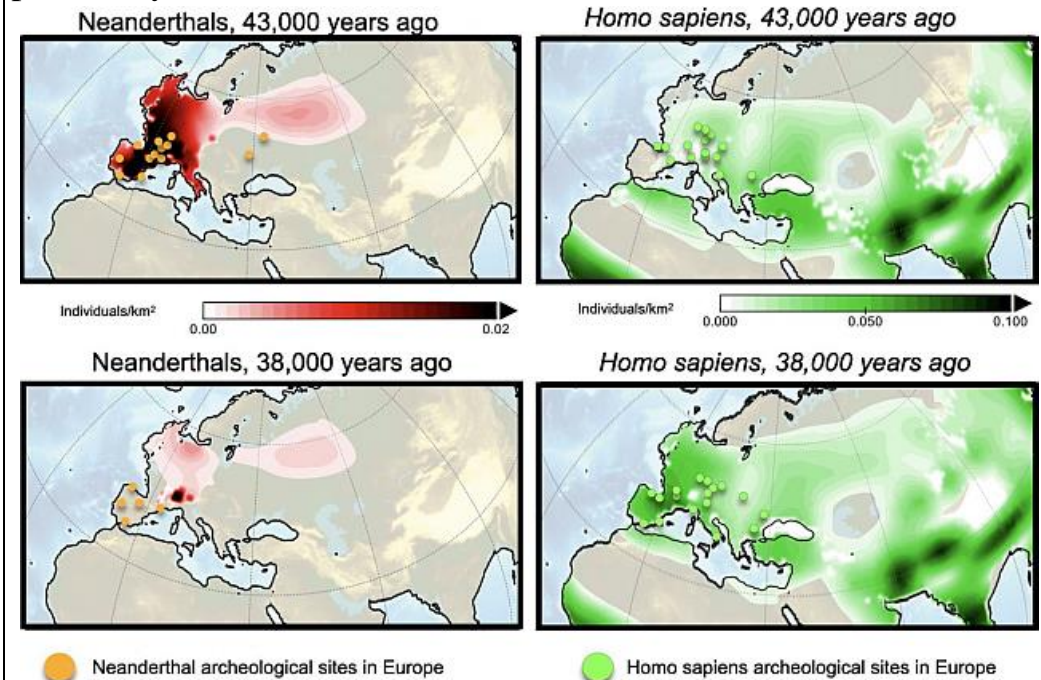 Neanderthals, 43,000 years ago
Homo sapiens, 43,000 years ago
Individuals/km²
0.00
0.02
Individuals/km²
0.000
0.050
0.100
Neanderthals, 38,000 years ago
Homo sapiens, 38,000 years ago
Neanderthal archeological sites in Europe
Homo sapiens archeological sites in Europe